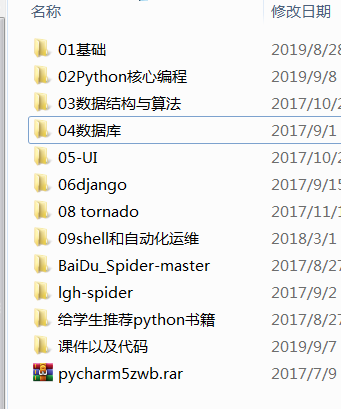 名称 修改日期
01基础 2019/8/28
02Python核心编程 2019/9/8
03数据结构与算法 2017/10/2
04数据库 2017/9/1
05-UI 2017/10/2
06django 2017/9/15
08 tornado 2017/11/1
09shell和自动化运维 2018/3/1
BaiDu_Spider-master 2017/8/27
lgh-spider 2017/9/2
给学生推荐python书籍 2017/8/27
课件以及代码 2019/9/7
pycharm5zwb.rar 2017/7/9